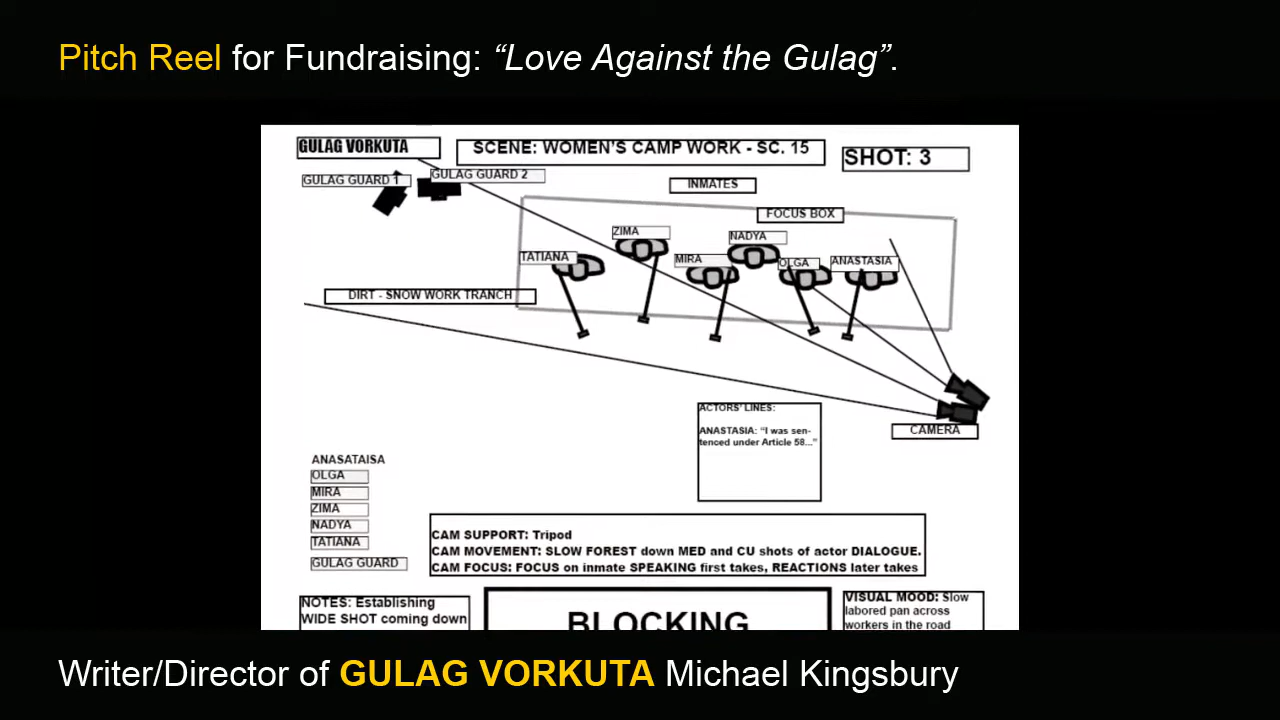 Pitch Reel for Fundraising: “Love Against the Gulag”.
GULAG VORKUTA
SCENE: WOMEN'S CAMP WORK - SC. 15
SHOT: 3
GULAG GUARD 1
GULAG GUARD 2
INMATES
FOCUS BOX
ZIMA
NADYA
TATIANA
MIRA
OLGA
ANASTASIA
DIRT - SNOW WORK TRANCH
ACTORS' LINES:
ANASTASIA: “I was sen-
tenced under Article 58...”
CAMERA
ANASATAISA
OLGA
MIRA
ZIMA
NADYA
TATIANA
GULAG GUARD
CAM SUPPORT: Tripod
CAM MOVEMENT: SLOW FOREST down MED and CU shots of actor DIALOGUE.
CAM FOCUS: FOCUS on inmate SPEAKING first takes, REACTIONS later takes
NOTES: Establishing
WIDE SHOT coming down
BLOCKING
VISUAL MOOD: Slow
labored pan across
workers in the road
Writer/Director of GULAG VORKUTA Michael Kingsbury